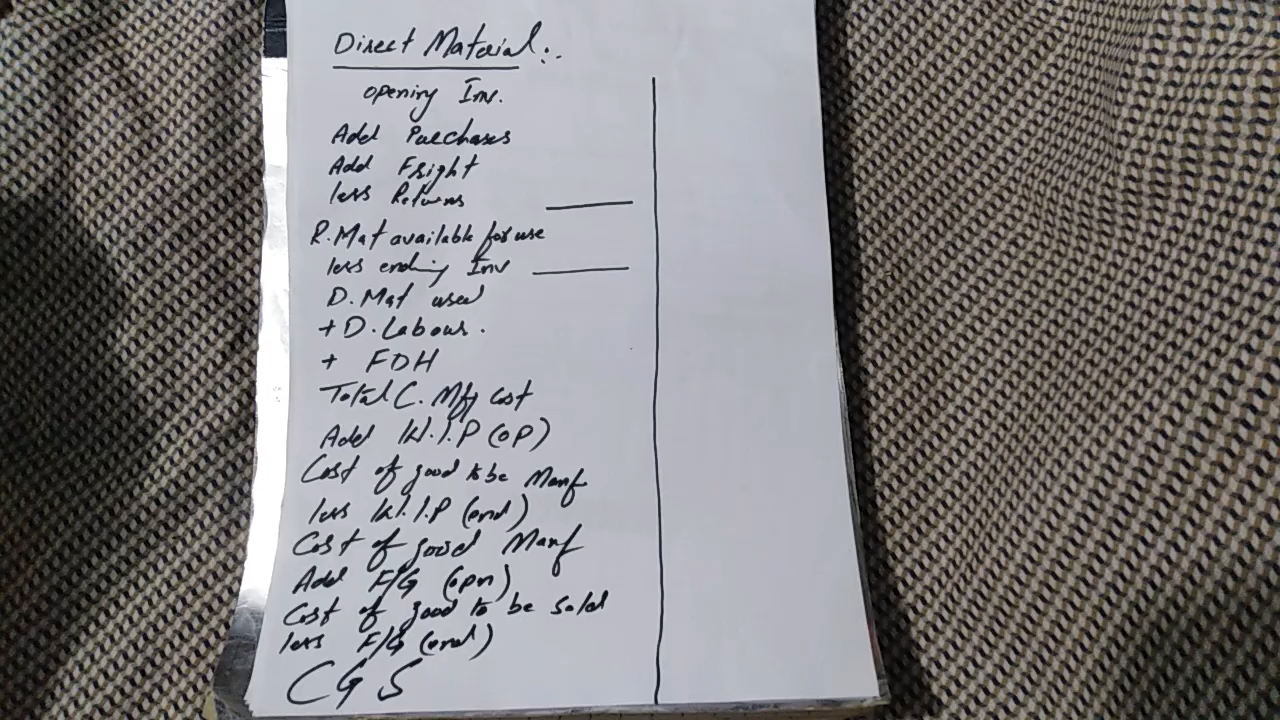 Direct Material:.
opening Inv.
Add Purchases
Add Fright
less Returns
R.Mat available for use
less ending Inv
D. Mat used
+ D. Labour.
+ FOH
Total C. Mfg Cost
Add W.I.P (op)
Cost of good to be Manf
less W.I.P (end)
Cost of good Manf
Add F/G (opn)
Cost of good to be sold
less F/G (end)
CGS